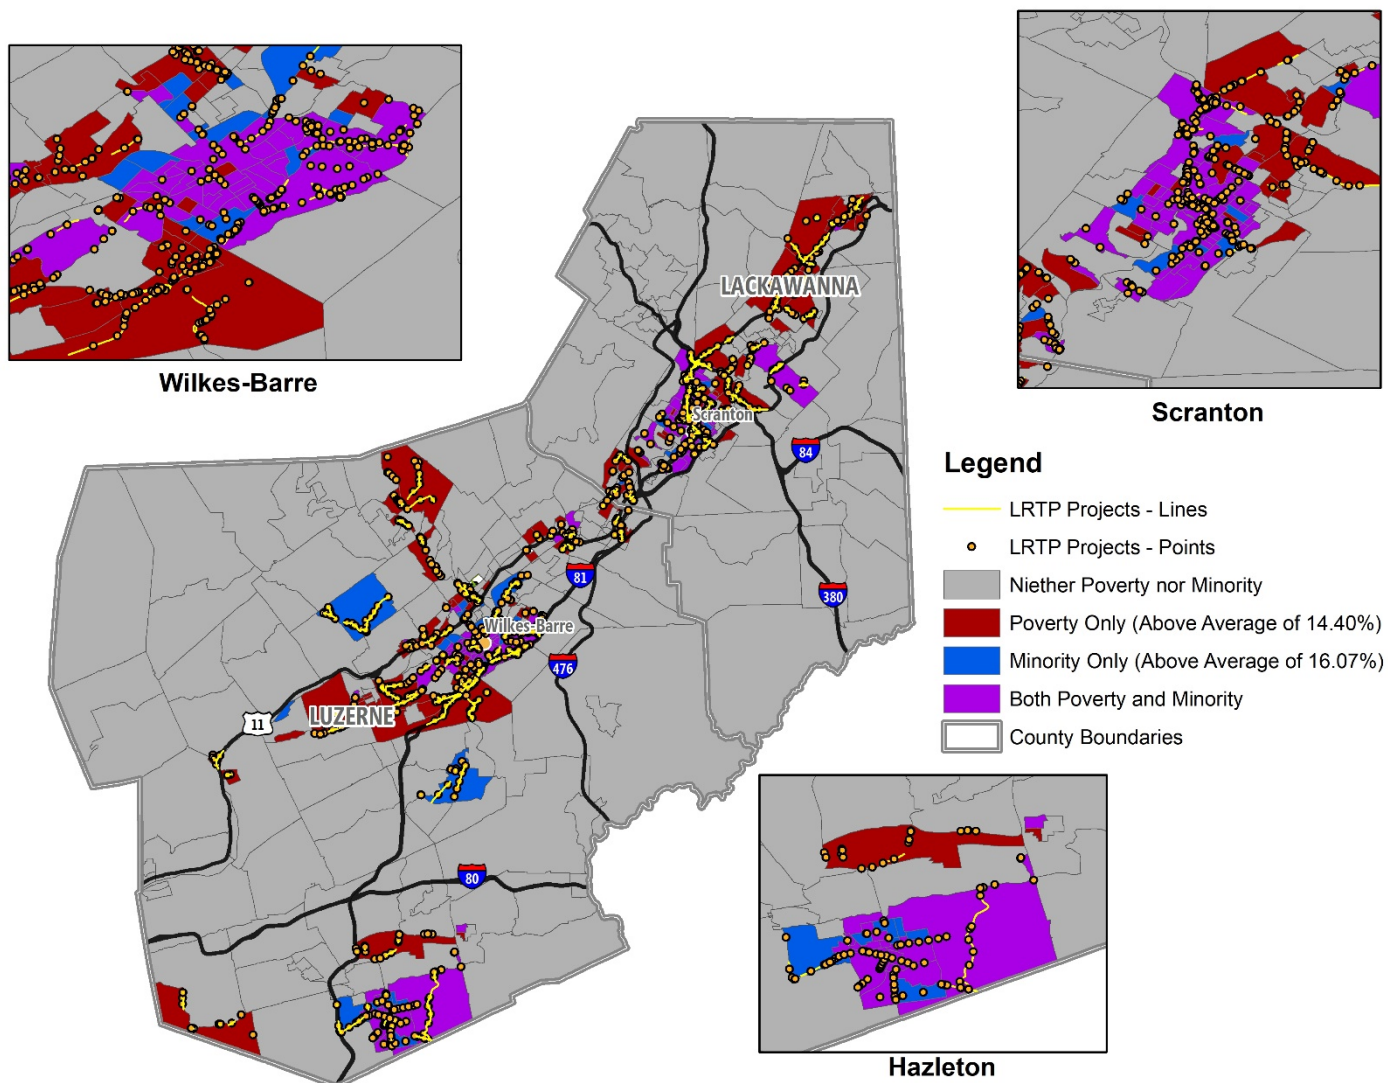 Wilkes-Barre
Scranton
LACKAWANNA
Scranton
84
81
380
Wilkes-Barre
476
11
LUZERNE
80
Legend
LRTP Projects - Lines
LRTP Projects - Points
Niether Poverty nor Minority
Poverty Only (Above Average of 14.40%)
Minority Only (Above Average of 16.07%)
Both Poverty and Minority
County Boundaries
Hazleton